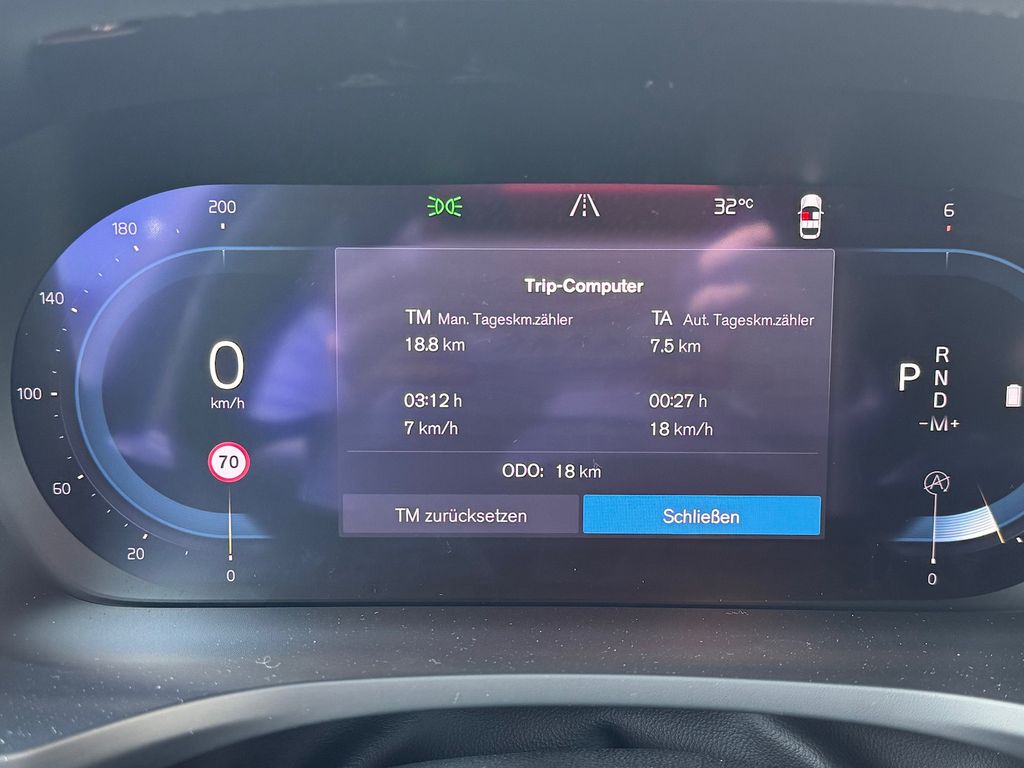 200
180
140
100
60
20
0
0
km/h
70
32°C
6
Trip-Computer
TM Man. Tageskm.zähler
18.8 km
03:12 h
7 km/h
TA Aut. Tageskm.zähler
7.5 km
00:27 h
18 km/h
ODO: 18 km
TM zurücksetzen
Schließen
P
R
N
D
-M+
A
0